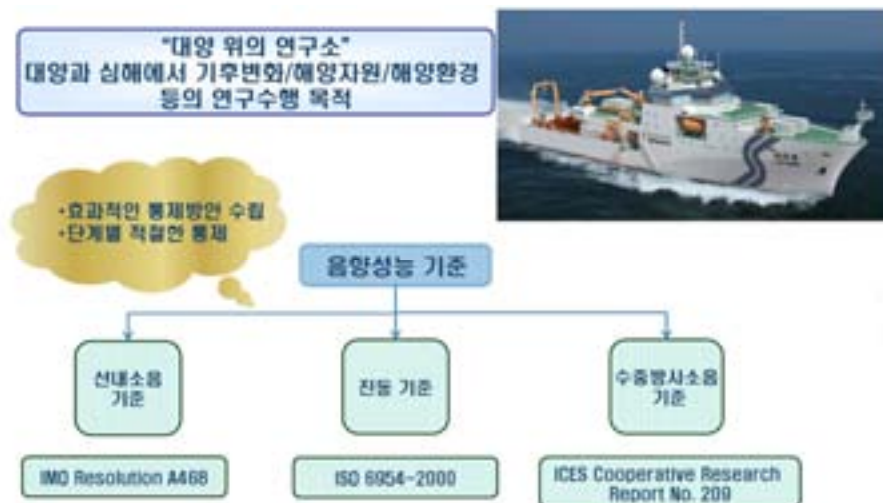 "대양 위의 연구소"
대양과 심해에서 기후변화/해양자원/해양환경
등의 연구수행 목적
•효과적인 통제방안 수립
•단계별 적절한 통제
음향성능 기준
선내소음
기준
진동 기준
수중방사소음
기준
IMO Resolution A468
ISO 6954-2000
ICES Cooperative Research
Report No. 209